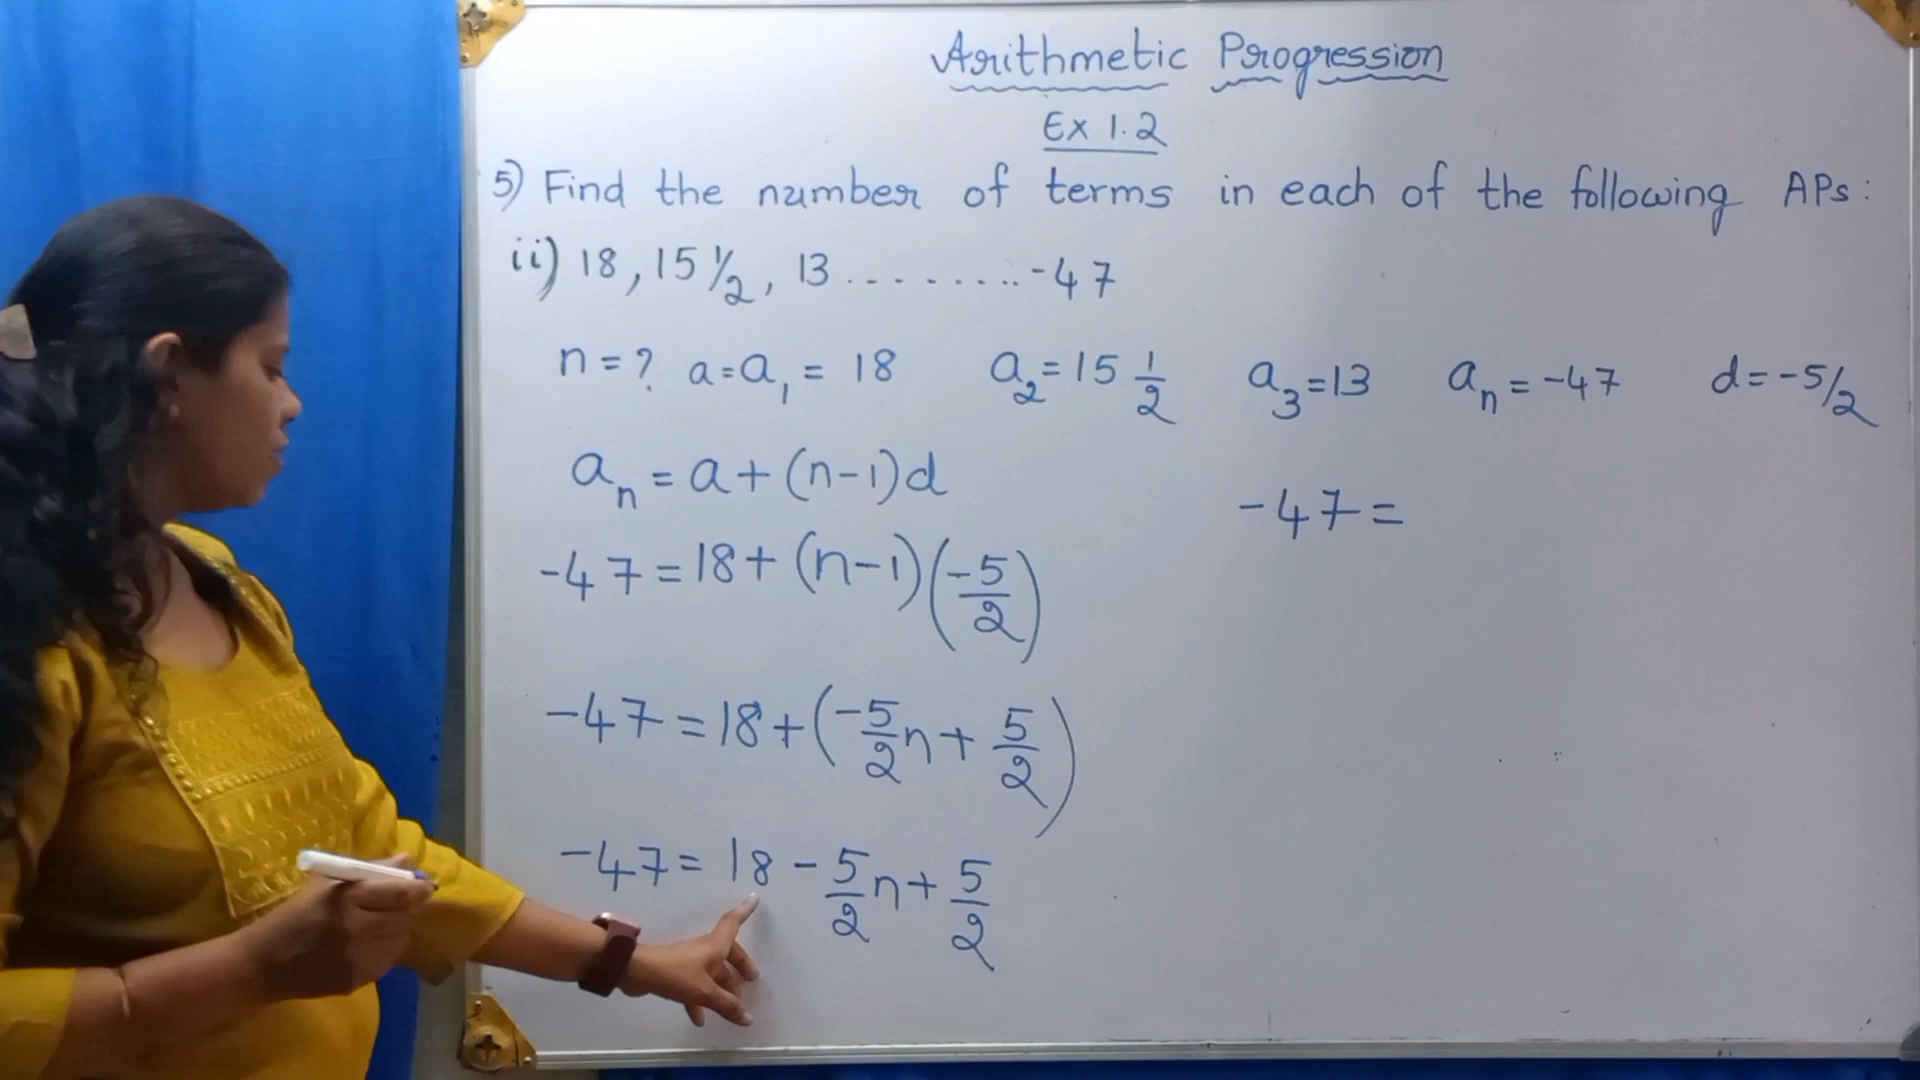 Arithmetic Progression
Ex 1.2
5) Find the number of terms in each of the following APs:
ii) 18, 15 1/2, 13 ......... -47
n = ? a = a₁ = 18 a₂ = 15 1/2 a₃ = 13 aₙ = -47 d = -5/2
aₙ = a + (n-1)d
-47 = 18 + (n-1)(-5/2)
-47 = 18 + (-5/2 n + 5/2)
-47 = 18 - 5/2 n + 5/2
-47 =